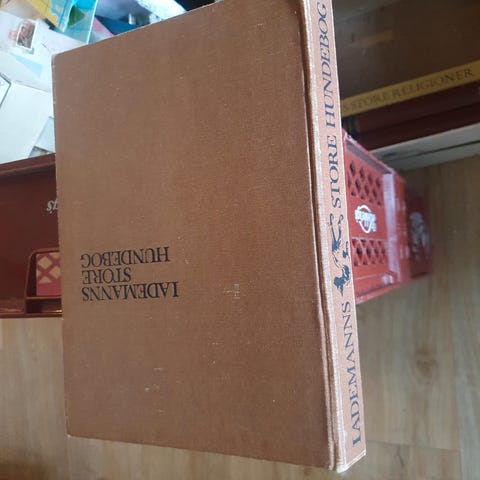 LADEMANNS
STORE
HUNDEBOG
LADEMANNS STORE HUNDEBOG
STORE RELIGIONER